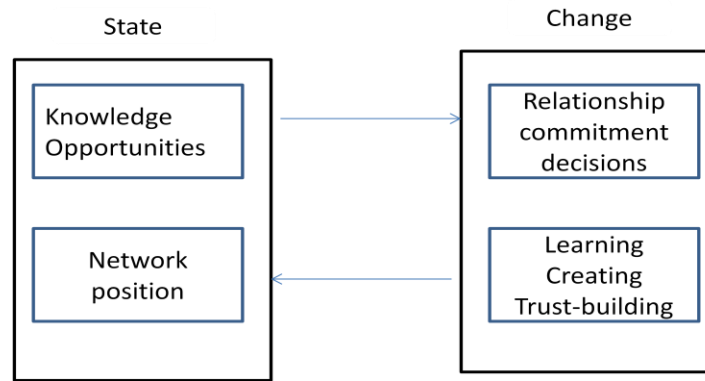 State
Change
Knowledge
Opportunities
Relationship
commitment
decisions
Network
position
Learning
Creating
Trust-building